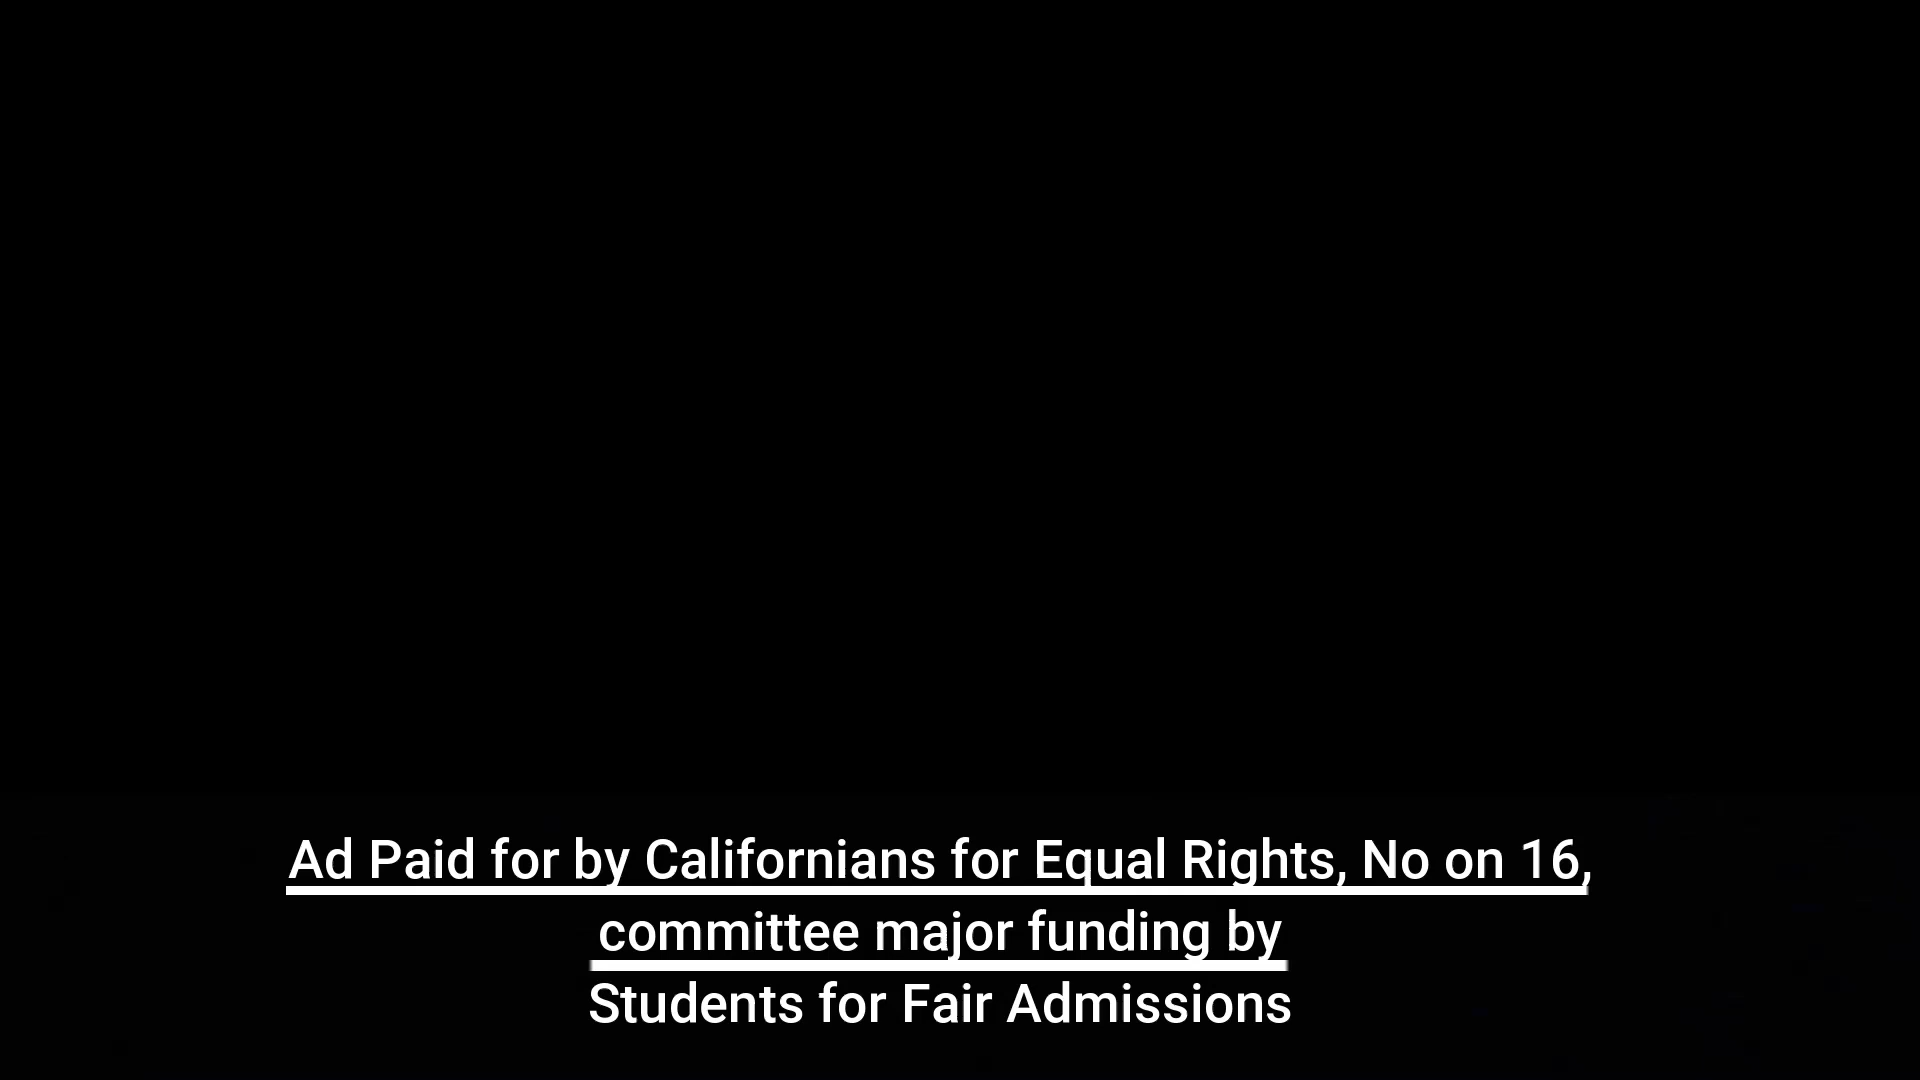 Ad Paid for by Californians for Equal Rights, No on 16,
committee major funding by
Students for Fair Admissions